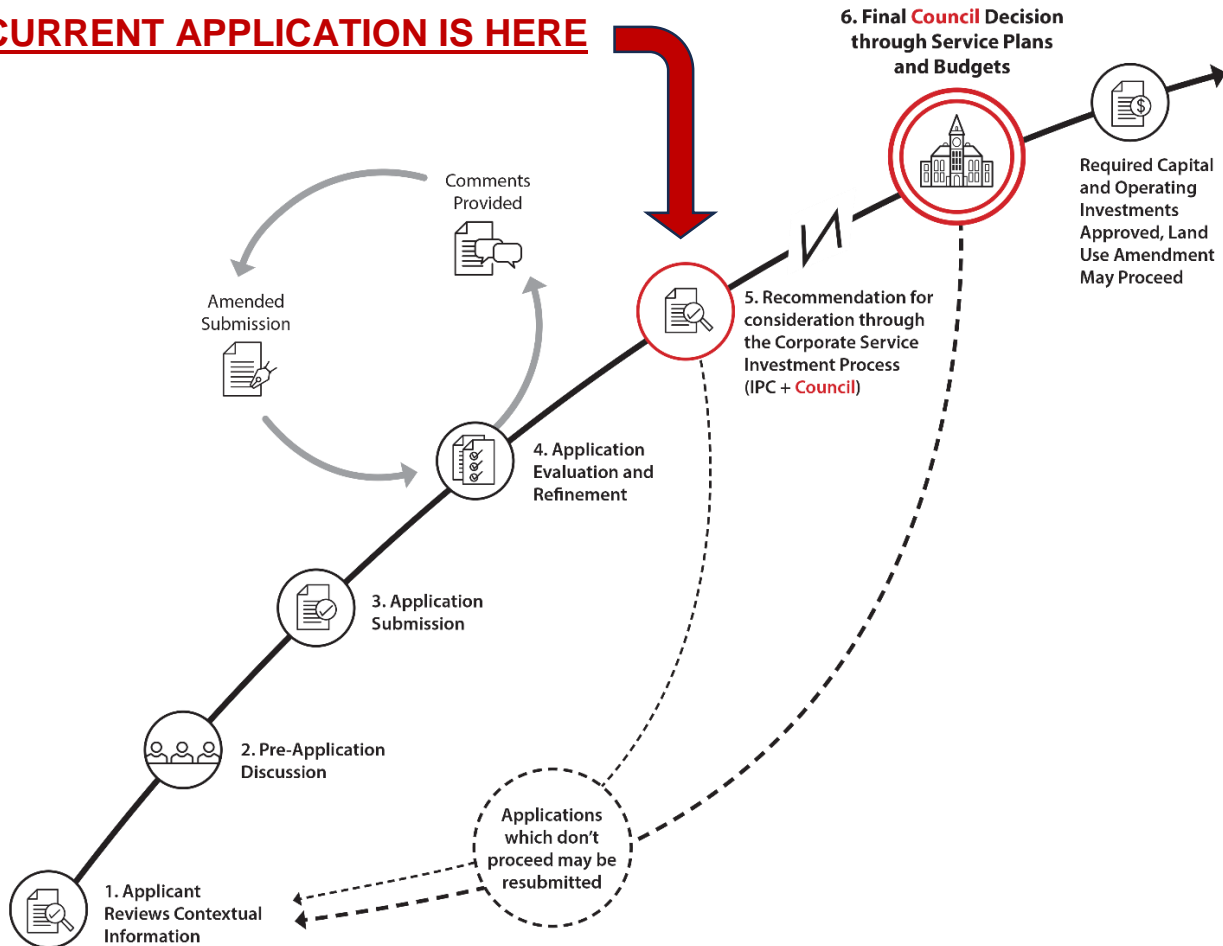 CURRENT APPLICATION IS HERE
6. Final Council Decision
through Service Plans
and Budgets
Required Capital
and Operating
Investments
Approved, Land
Use Amendment
May Proceed
Comments
Provided
Amended
Submission
5. Recommendation for
consideration through
the Corporate Service
Investment Process
(IPC + Council)
4. Application
Evaluation and
Refinement
3. Application
Submission
2. Pre-Application
Discussion
Applications
which don't
proceed may be
resubmitted
1. Applicant
Reviews Contextual
Information